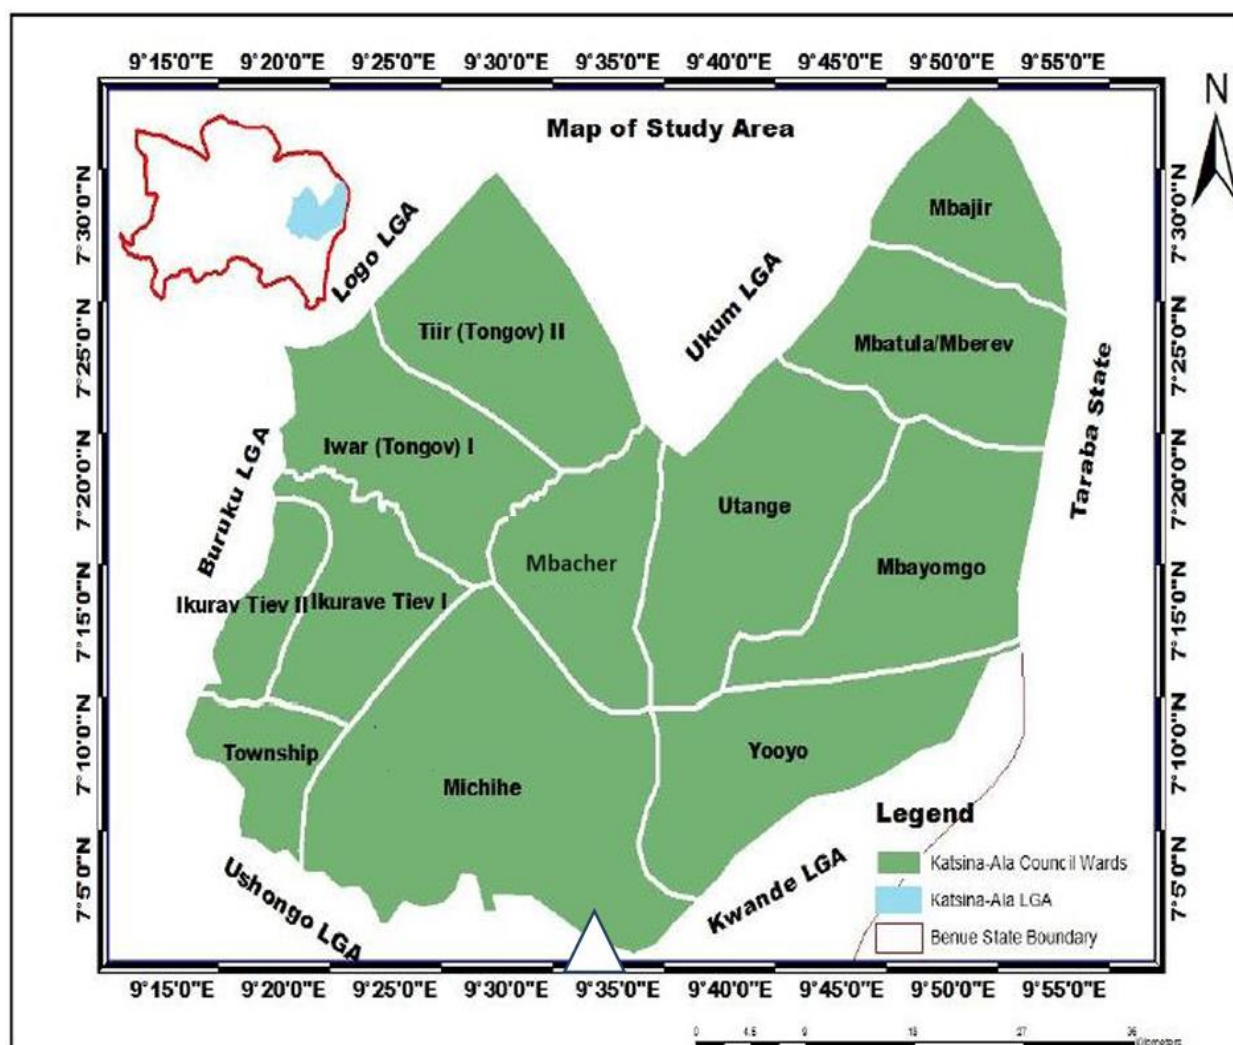 9°15'0"E 9°20'0"E 9°25'0"E 9°30'0"E 9°35'0"E 9°40'0"E 9°45'0"E 9°50'0"E 9°55'0"E
N
Map of Study Area
7°30'0"N
7°25'0"N
7°20'0"N
7°15'0"N
7°10'0"N
7°5'0"N
Logo LGA
Ukum LGA
Buruku LGA
Taraba State
Mbajir
Tiir (Tongov) II
Mbatula/Mberev
Iwar (Tongov) I
Utange
Mbacher
Mbayomgo
Ikurav Tiev II
Ikurave Tiev I
Township
Yooyo
Michihe
Ushongo LGA
Kwande LGA
Legend
Katsina-Ala Council Wards
Katsina-Ala LGA
Benue State Boundary
7°30'0"N
7°25'0"N
7°20'0"N
7°15'0"N
7°10'0"N
7°5'0"N
9°15'0"E 9°20'0"E 9°25'0"E 9°30'0"E 9°35'0"E 9°40'0"E 9°45'0"E 9°50'0"E 9°55'0"E
0 4.5 9 18 27 36
Kilometers